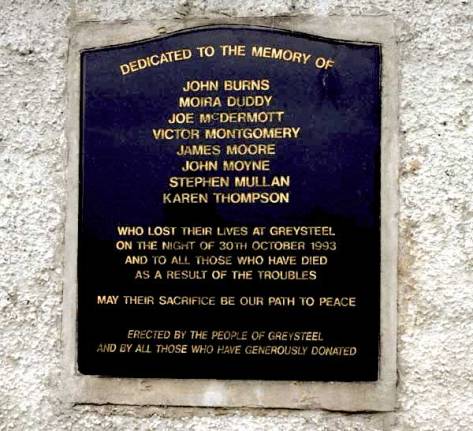 DEDICATED TO THE MEMORY OF
JOHN BURNS
MOIRA DUDDY
JOE McDERMOTT
VICTOR MONTGOMERY
JAMES MOORE
JOHN MOYNE
STEPHEN MULLAN
KAREN THOMPSON
WHO LOST THEIR LIVES AT GREYSTEEL
ON THE NIGHT OF 30TH OCTOBER 1993
AND TO ALL THOSE WHO HAVE DIED
AS A RESULT OF THE TROUBLES
MAY THEIR SACRIFICE BE OUR PATH TO PEACE
ERECTED BY THE PEOPLE OF GREYSTEEL
AND BY ALL THOSE WHO HAVE GENEROUSLY DONATED